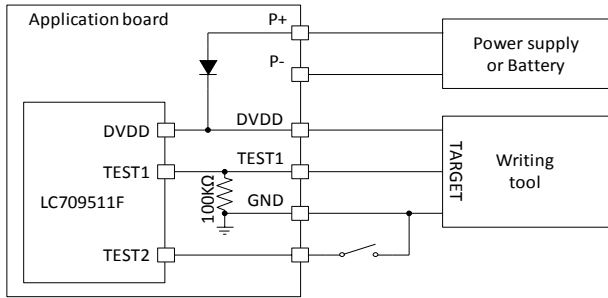 Application board
P+
P-
Power supply
or Battery
DVDD
DVDD
TEST1
TEST1
LC709511F
100KΩ
GND
TEST2
TARGET
Writing
tool